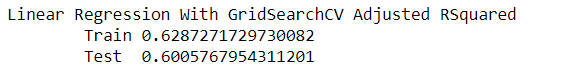 Linear Regression With GridSearchCV Adjusted RSquared
Train 0.6287271729730082
Test 0.6005767954311201